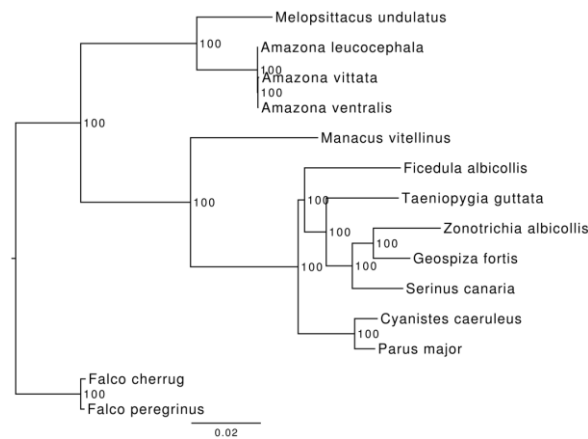 Melopsittacus undulatus
100
Amazona leucocephala
100
Amazona vittata
100
Amazona ventralis
100
Manacus vitellinus
Ficedula albicollis
100
Taeniopygia guttata
100
Zonotrichia albicollis
100
100
Geospiza fortis
100
100
Serinus canaria
Cyanistes caeruleus
100
Parus major
Falco cherrug
100
Falco peregrinus
0.02